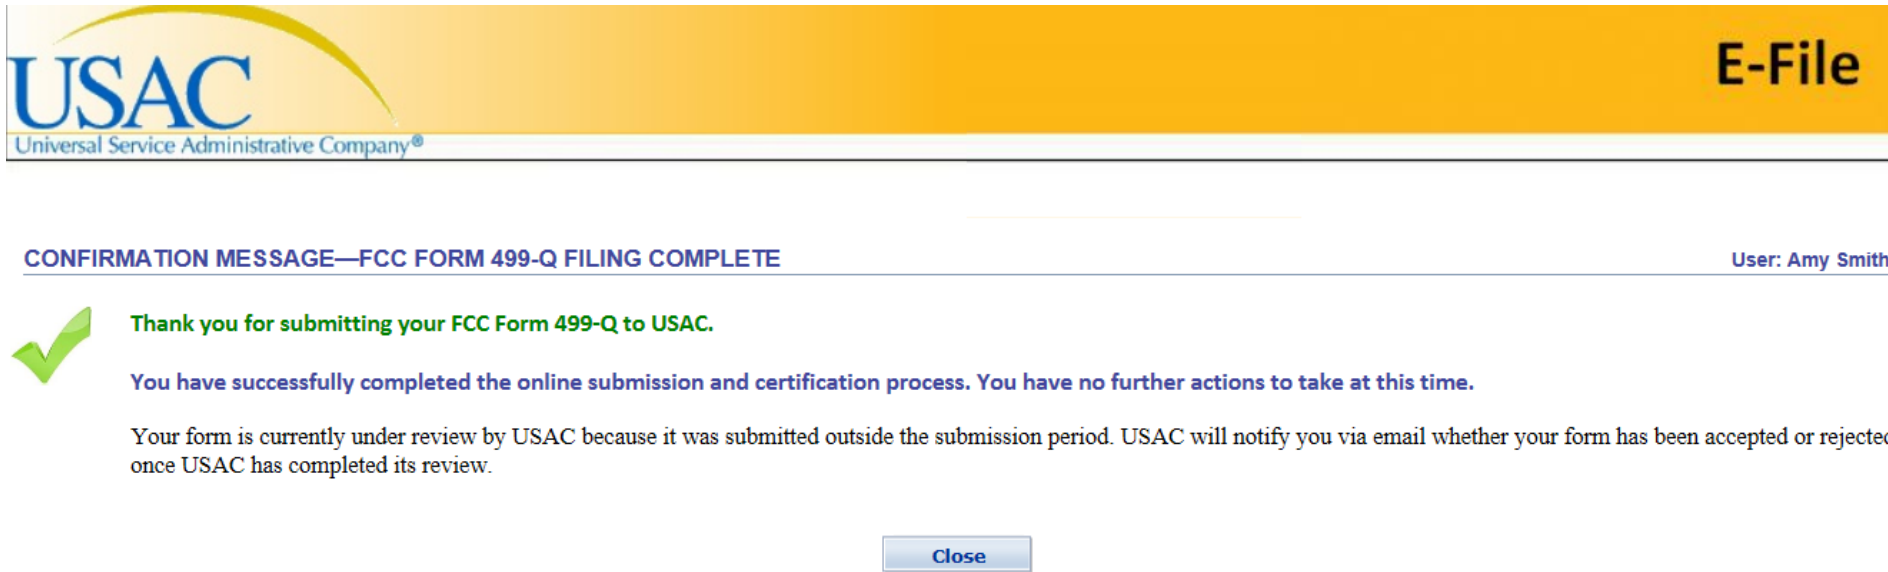 USAC
Universal Service Administrative Company®
E-File
CONFIRMATION MESSAGE—FCC FORM 499-Q FILING COMPLETE
User: Amy Smith
Thank you for submitting your FCC Form 499-Q to USAC.
You have successfully completed the online submission and certification process. You have no further actions to take at this time.
Your form is currently under review by USAC because it was submitted outside the submission period. USAC will notify you via email whether your form has been accepted or rejected
once USAC has completed its review.
Close